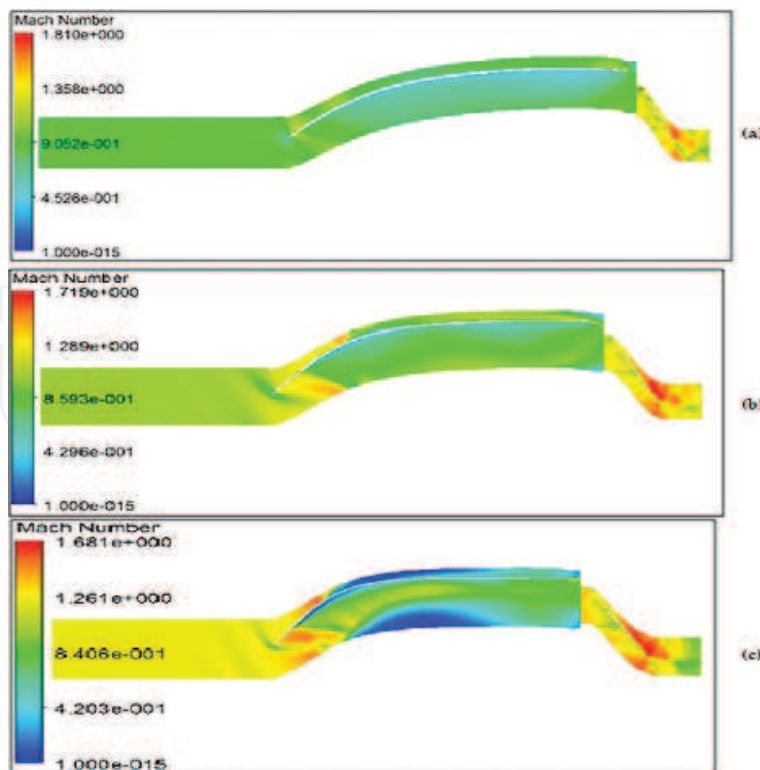 Mach Number
1.810e+000
1.358e+000
9.052e-001
4.526e-001
1.000e-015
(a)
Mach Number
1.719e+000
1.289e+000
8.593e-001
4.296e-001
1.000e-015
(b)
Mach Number
1.681e+000
1.261e+000
8.406e-001
4.203e-001
1.000e-015
(c)